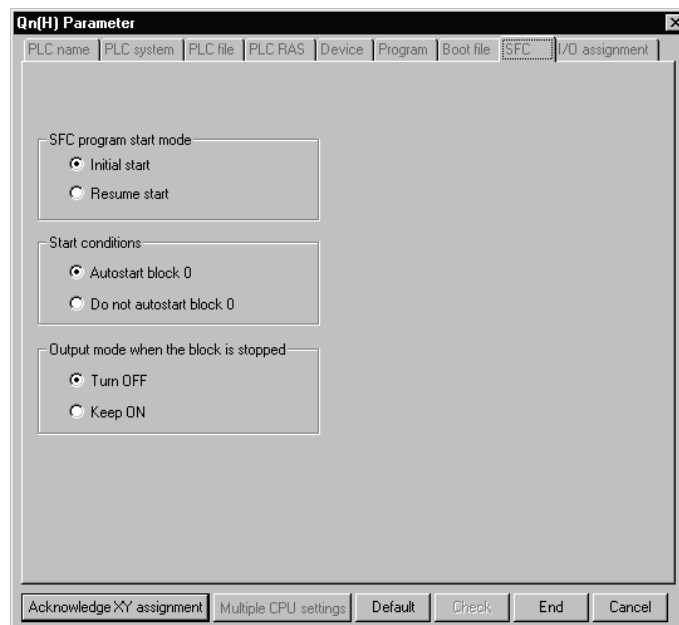 Qn(H) Parameter
PLC name PLC system PLC file PLC RAS Device Program Boot file SFC I/O assignment
SFC program start mode
Initial start
Resume start
Start conditions
Autostart block 0
Do not autostart block 0
Output mode when the block is stopped
Turn OFF
Keep ON
Acknowledge XY assignment Multiple CPU settings Default Check End Cancel